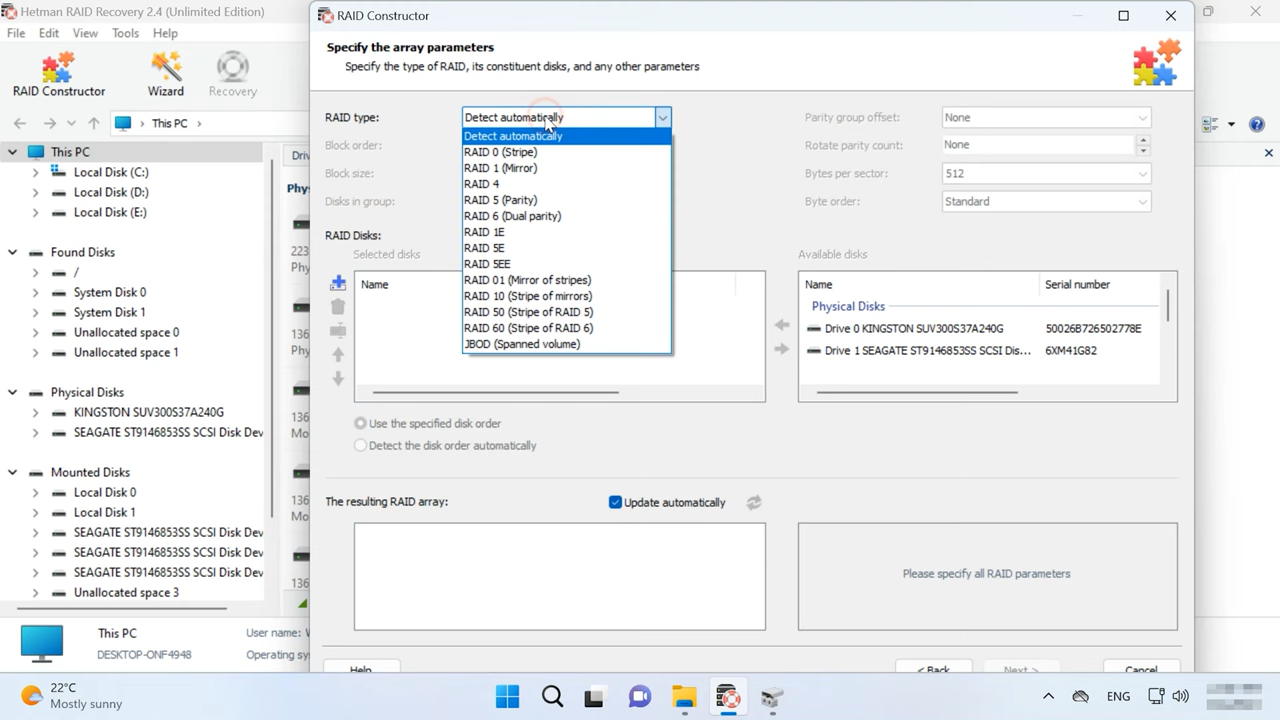 Hetman RAID Recovery 2.4 (Unlimited Edition)
File Edit View Tools Help
RAID Constructor
Wizard
Recovery
This PC
This PC
Local Disk (C:)
Local Disk (D:)
Local Disk (E:)
Found Disks
/
System Disk 0
System Disk 1
Unallocated space 0
Unallocated space 1
Physical Disks
KINGSTON SUV300S37A240G
SEAGATE ST9146853SS SCSI Disk Dev
Mounted Disks
Local Disk 0
Local Disk 1
SEAGATE ST9146853SS SCSI Disk Dev
SEAGATE ST9146853SS SCSI Disk Dev
SEAGATE ST9146853SS SCSI Disk Dev
Unallocated space 3
This PC
DESKTOP-ONF4948
User name:
Operating sy
RAID Constructor
Specify the array parameters
Specify the type of RAID, its constituent disks, and any other parameters
RAID type:
Detect automatically
Detect automatically
RAID 0 (Stripe)
RAID 1 (Mirror)
RAID 4
RAID 5 (Parity)
RAID 6 (Dual parity)
RAID 1E
RAID 5E
RAID 5EE
RAID 01 (Mirror of stripes)
RAID 10 (Stripe of mirrors)
RAID 50 (Stripe of RAID 5)
RAID 60 (Stripe of RAID 6)
JBOD (Spanned volume)
Block order:
Block size:
Disks in group:
Parity group offset: None
Rotate parity count: None
Bytes per sector: 512
Byte order: Standard
RAID Disks:
Selected disks
Name
Available disks
Name Serial number
Physical Disks
Drive 0 KINGSTON SUV300S37A240G 50026B726502778E
Drive 1 SEAGATE ST9146853SS SCSI Dis... 6XM41G82
Use the specified disk order
Detect the disk order automatically
The resulting RAID array:
Update automatically
Please specify all RAID parameters
Help
< Back
Next >
Cancel
22°C
Mostly sunny
ENG